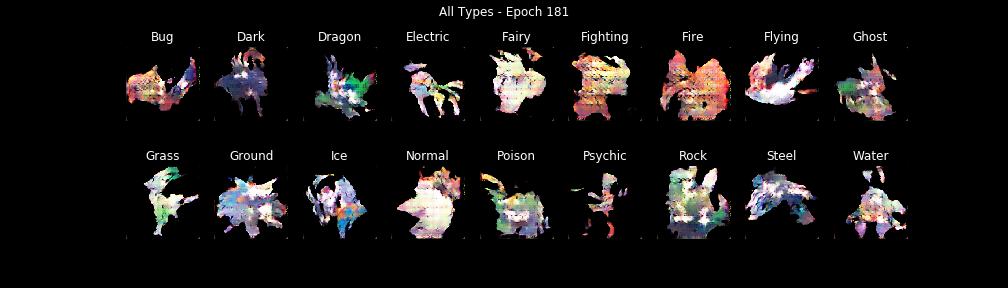 All Types - Epoch 181
Bug Dark Dragon Electric Fairy Fighting Fire Flying Ghost
Grass Ground Ice Normal Poison Psychic Rock Steel Water